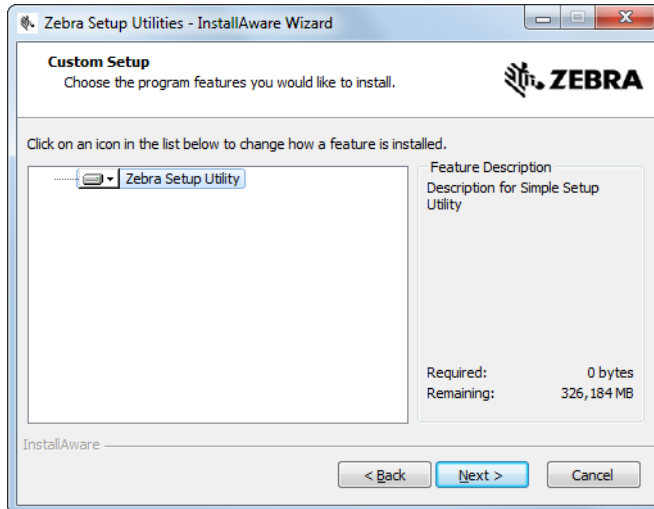 Zebra Setup Utilities - InstallAware Wizard
Custom Setup
Choose the program features you would like to install.
ZEBRA
Click on an icon in the list below to change how a feature is installed.
Zebra Setup Utility
Feature Description
Description for Simple Setup
Utility
Required: 0 bytes
Remaining: 326,184 MB
InstallAware
< Back Next > Cancel